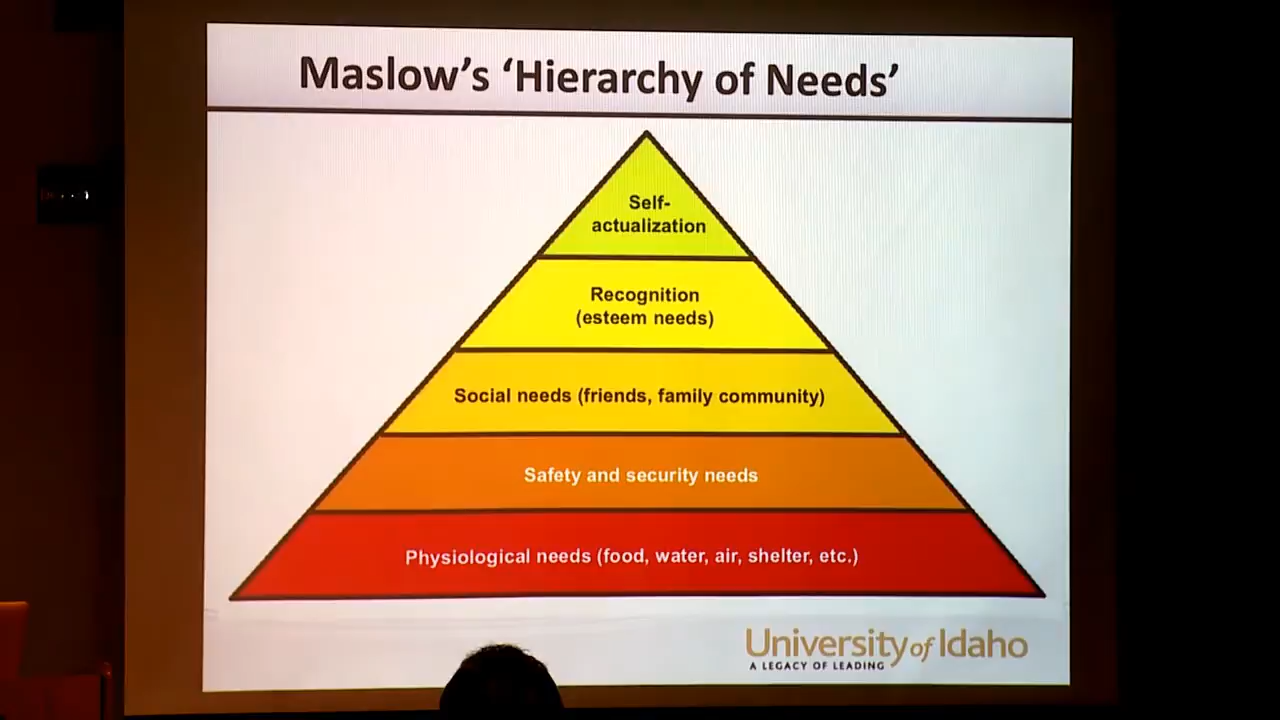 Maslow's 'Hierarchy of Needs'
Self-
actualization
Recognition
(esteem needs)
Social needs (friends, family community)
Safety and security needs
Physiological needs (food, water, air, shelter, etc.)
University of Idaho
A LEGACY OF LEADING